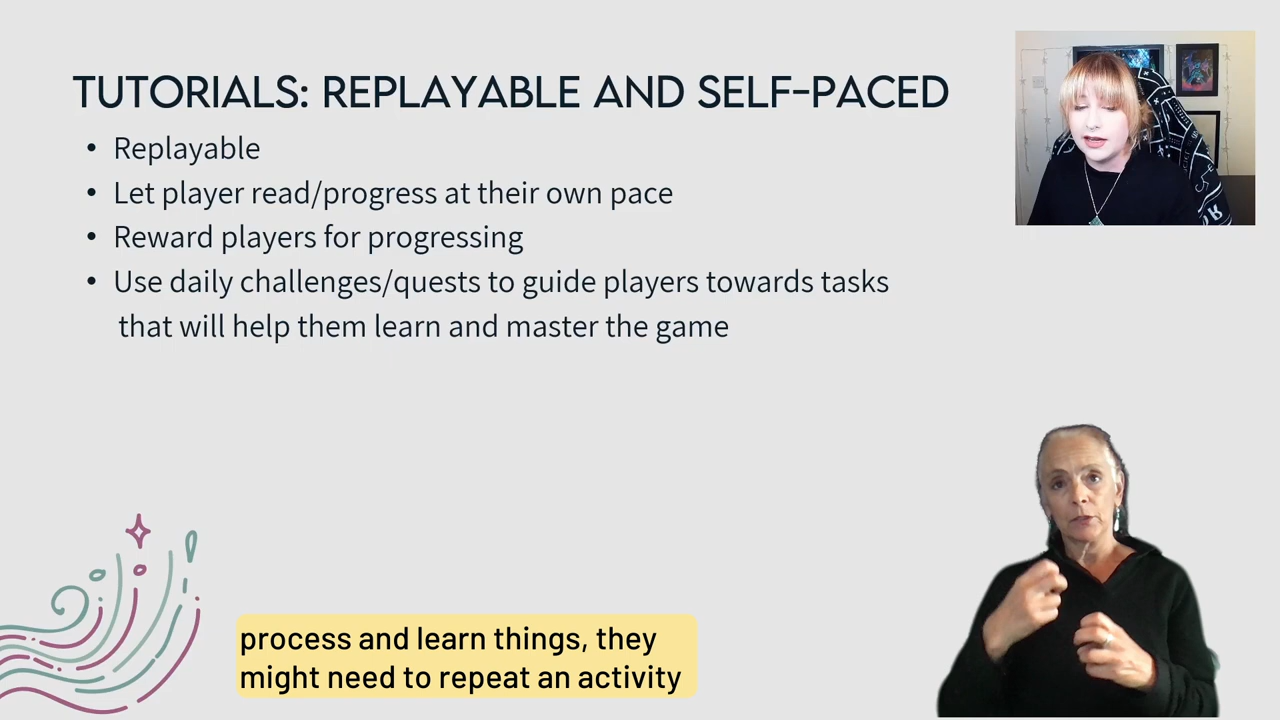 TUTORIALS: REPLAYABLE AND SELF-PACED
• Replayable
• Let player read/progress at their own pace
• Reward players for progressing
• Use daily challenges/quests to guide players towards tasks
that will help them learn and master the game
process and learn things, they
might need to repeat an activity